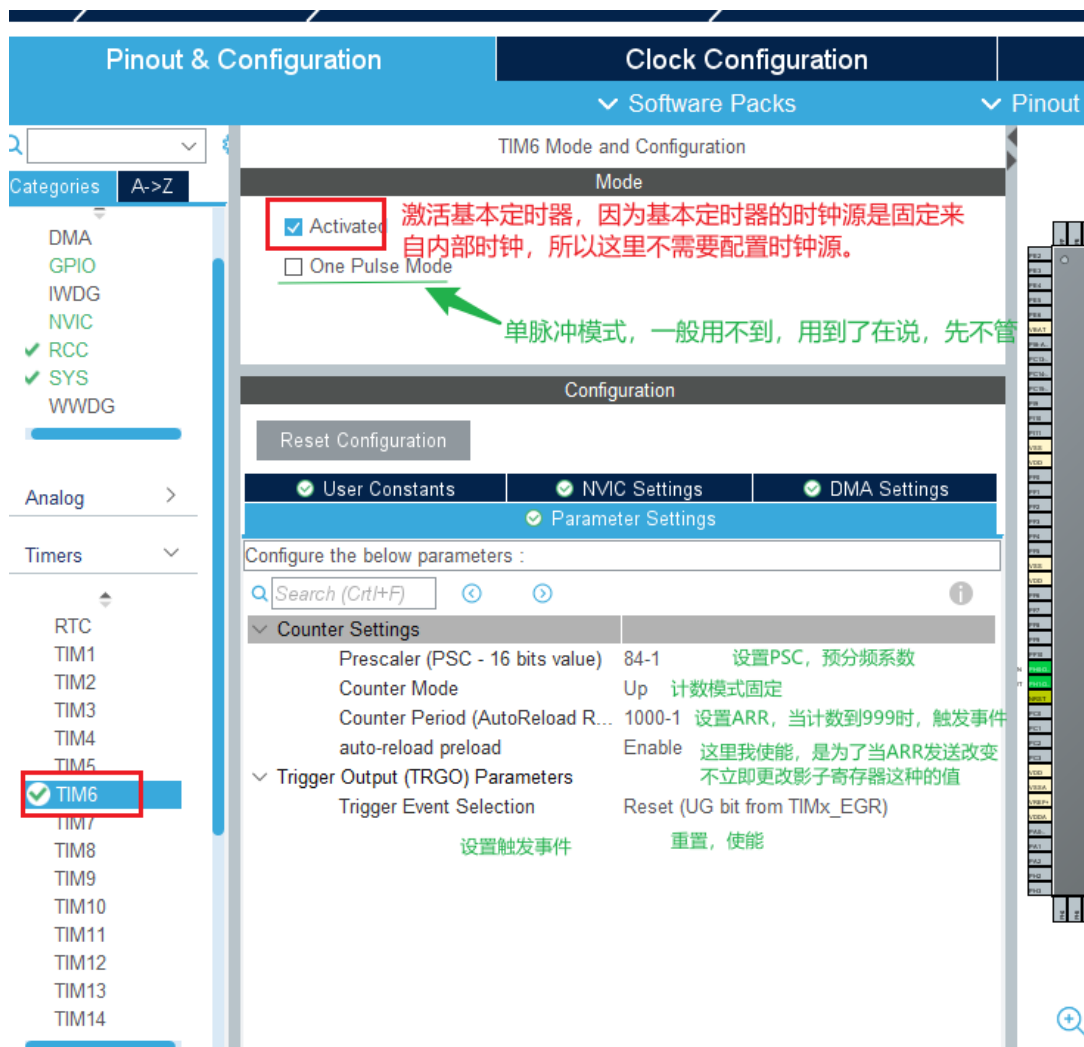 Pinout & Configuration
Clock Configuration
Software Packs
Pinout
TIM6 Mode and Configuration
Categories
A->Z
Mode
DMA
GPIO
IWDG
NVIC
RCC
SYS
WWDG
Activated
激活基本定时器，因为基本定时器的时钟源是固定来
自内部时钟，所以这里不需要配置时钟源。
One Pulse Mode
单脉冲模式，一般用不到，用到了在说，先不管
Configuration
Reset Configuration
Analog
Timers
User Constants
NVIC Settings
DMA Settings
Parameter Settings
Configure the below parameters :
Search (Crtl+F)
Counter Settings
Prescaler (PSC - 16 bits value) 84-1 设置PSC，预分频系数
Counter Mode Up 计数模式固定
Counter Period (AutoReload R... 1000-1 设置ARR，当计数到999时，触发事件
auto-reload preload Enable 这里我使能，是为了当ARR发送改变
不立即更改影子寄存器这种的值
Trigger Output (TRGO) Parameters
Trigger Event Selection Reset (UG bit from TIMx_EGR)
设置触发事件 重置，使能
RTC
TIM1
TIM2
TIM3
TIM4
TIM5
TIM6
TIM7
TIM8
TIM9
TIM10
TIM11
TIM12
TIM13
TIM14